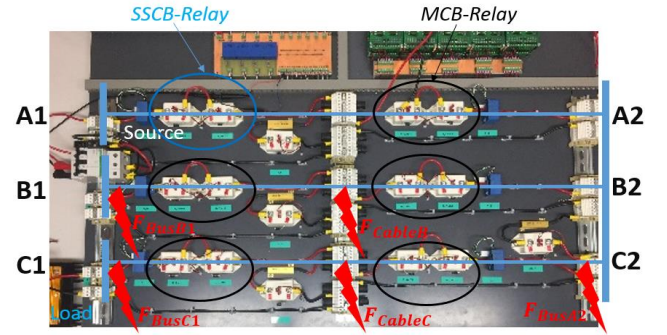 SSCB-Relay MCB-Relay
A1 A2
Source
B1 B2
F_BusB1 F_CableB
C1 C2
Load F_BusC1 F_CableC F_BusA2